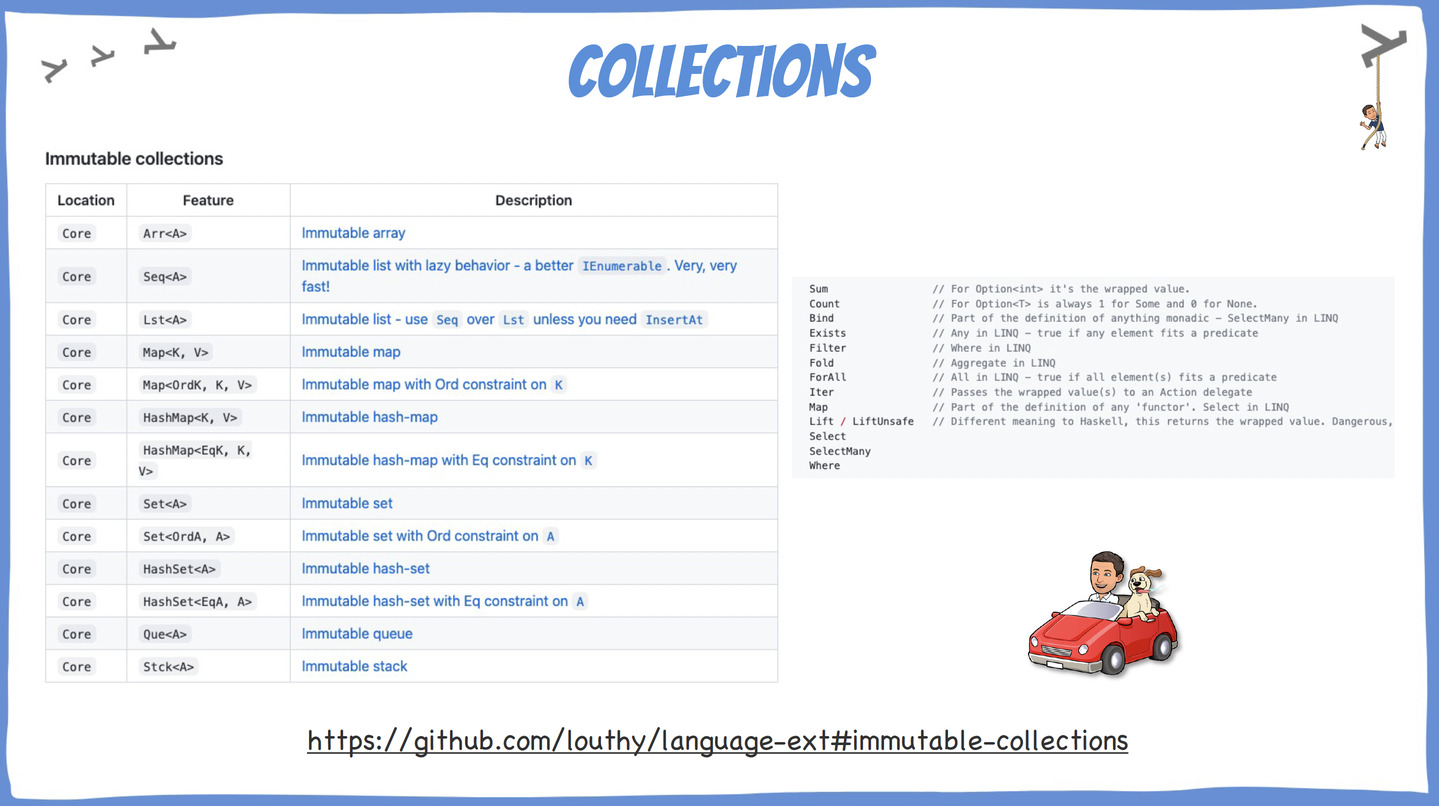 COLLECTIONS
Immutable collections
Location Feature Description
Core Arr<A> Immutable array
Core Seq<A> Immutable list with lazy behavior - a better IEnumerable. Very, very
fast!
Core Lst<A> Immutable list - use Seq over Lst unless you need InsertAt
Core Map<K, V> Immutable map
Core Map<OrdK, K, V> Immutable map with Ord constraint on K
Core HashMap<K, V> Immutable hash-map
Core HashMap<EqK, K,
V> Immutable hash-map with Eq constraint on K
Core Set<A> Immutable set
Core Set<OrdA, A> Immutable set with Ord constraint on A
Core HashSet<A> Immutable hash-set
Core HashSet<EqA, A> Immutable hash-set with Eq constraint on A
Core Que<A> Immutable queue
Core Stck<A> Immutable stack
Sum // For Option<int> it's the wrapped value.
Count // For Option<T> is always 1 for Some and 0 for None.
Bind // Part of the definition of anything monadic - SelectMany in LINQ
Exists // Any in LINQ - true if any element fits a predicate
Filter // Where in LINQ
Fold // Aggregate in LINQ
ForAll // All in LINQ - true if all element(s) fits a predicate
Iter // Passes the wrapped value(s) to an Action delegate
Map // Part of the definition of any 'functor'. Select in LINQ
Lift / LiftUnsafe // Different meaning to Haskell, this returns the wrapped value. Dangerous,
Select
SelectMany
Where
https://github.com/louthy/language-ext#immutable-collections